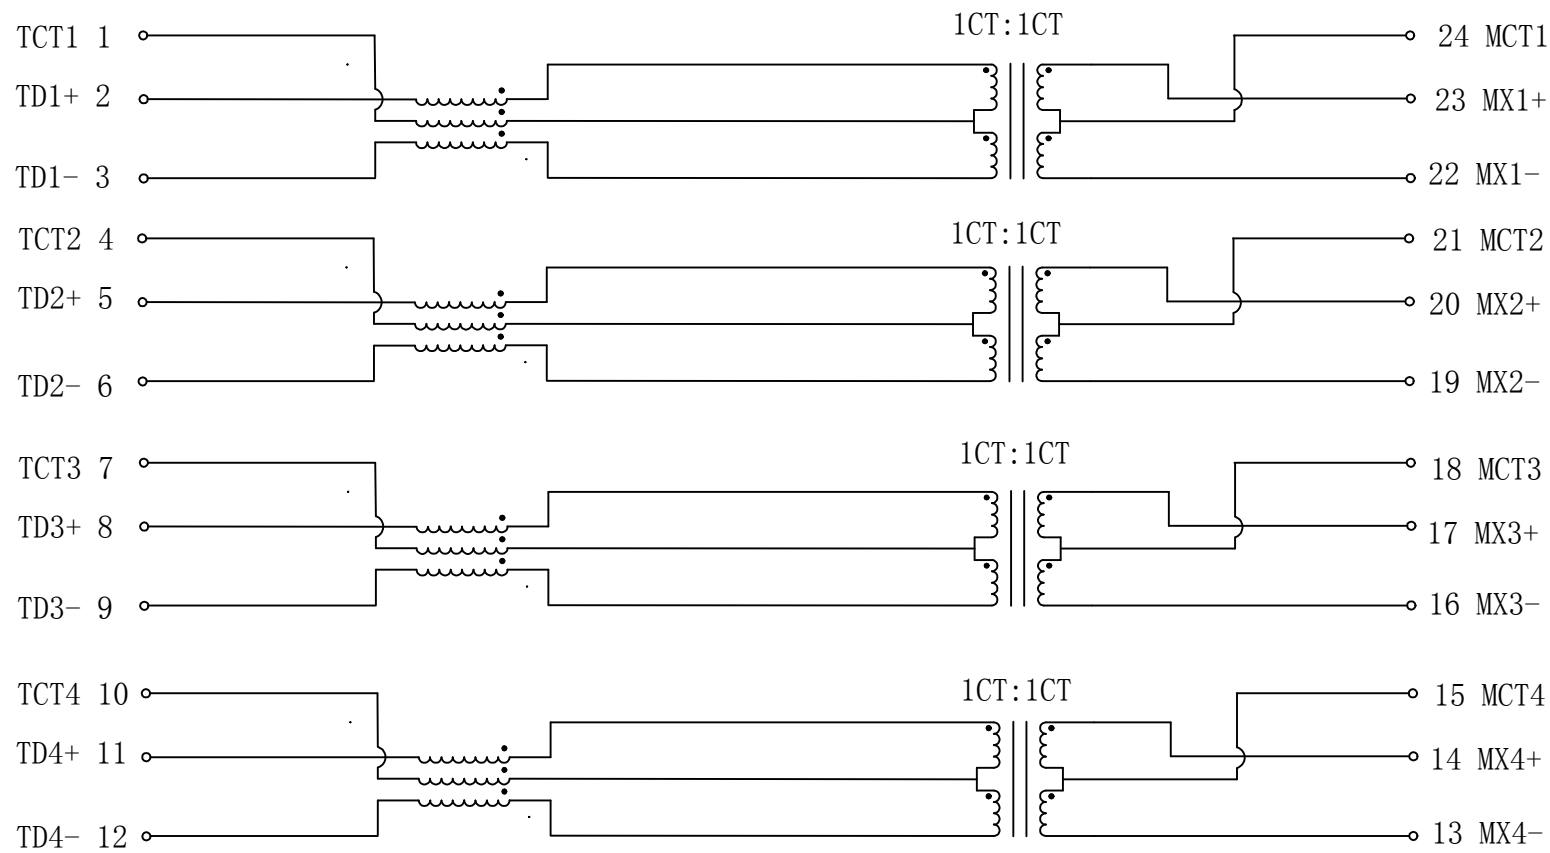 1CT:1CT
TCT1 1
24 MCT1
TD1+ 2
23 MX1+
TD1- 3
22 MX1-
1CT:1CT
TCT2 4
21 MCT2
TD2+ 5
20 MX2+
TD2- 6
19 MX2-
1CT:1CT
TCT3 7
18 MCT3
TD3+ 8
17 MX3+
TD3- 9
16 MX3-
1CT:1CT
TCT4 10
15 MCT4
TD4+ 11
14 MX4+
TD4- 12
13 MX4-